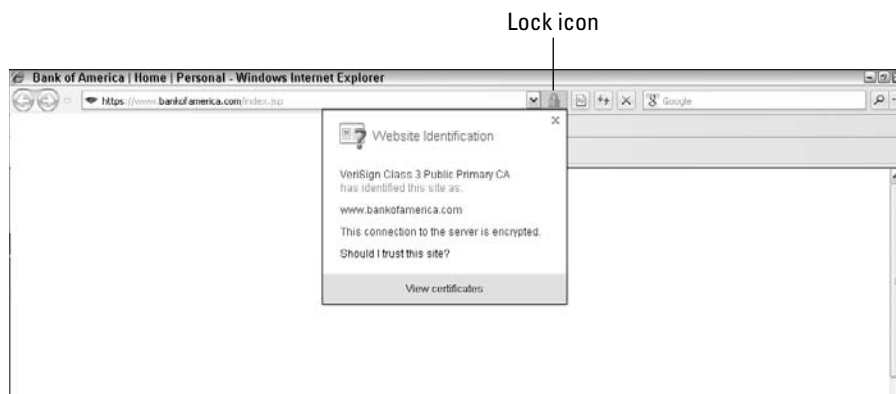 Lock icon
Bank of America | Home | Personal - Windows Internet Explorer
https://www.bankofamerica.com/index.jsp
Google
Website Identification
VeriSign Class 3 Public Primary CA
has identified this site as:
www.bankofamerica.com
This connection to the server is encrypted.
Should I trust this site?
View certificates